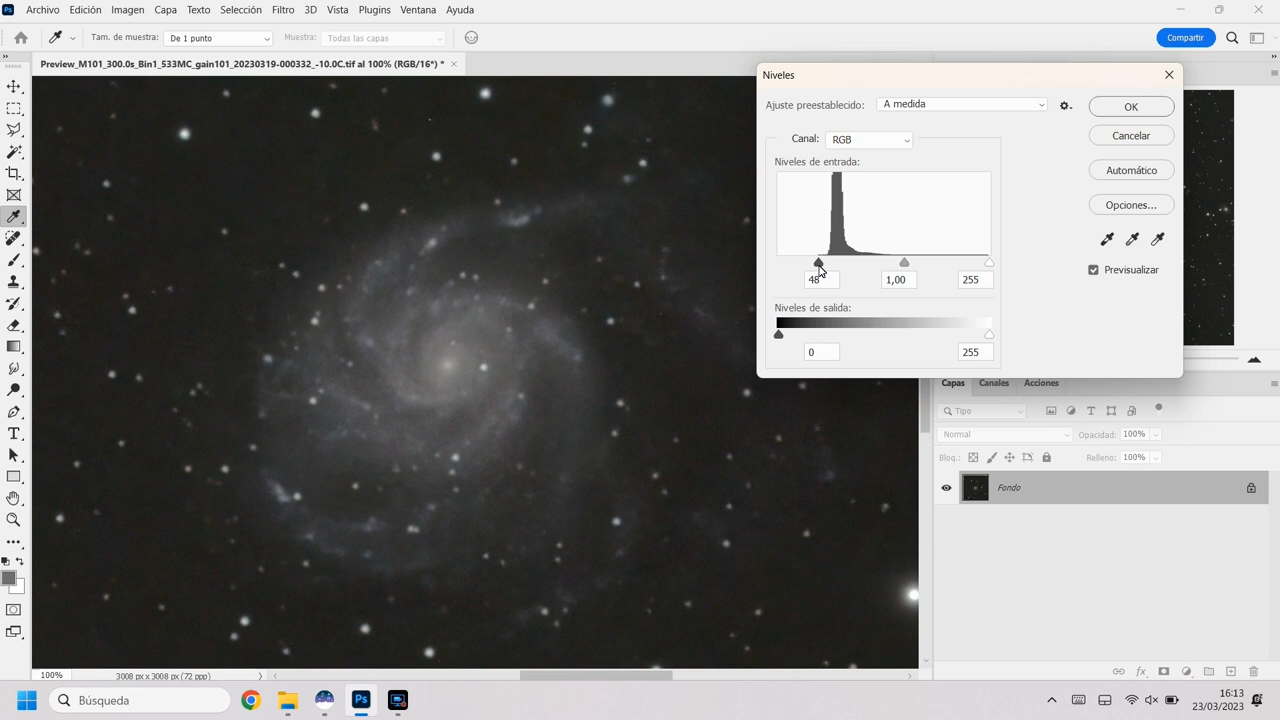 Ps Archivo Edición Imagen Capa Texto Selección Filtro 3D Vista Plugins Ventana Ayuda
Tam. de muestra: De 1 punto Muestra: Todas las capas Compartir
Preview_M101_300.0s_Bin1_533MC_gain101_20230319-000332_-10.0C.tif al 100% (RGB/16*) *
Niveles
Ajuste preestablecido: A medida OK
Canal: RGB Cancelar
Niveles de entrada:
Automático
Opciones...
Previsualizar
48 1,00 255
Niveles de salida:
0 255
Capas Canales Acciones
Tipo
Normal Opacidad: 100%
Bloq.: Relleno: 100%
Fondo
100% 3008 px x 3008 px (72 ppp)
Búsqueda
Ps
16:13
23/03/2023